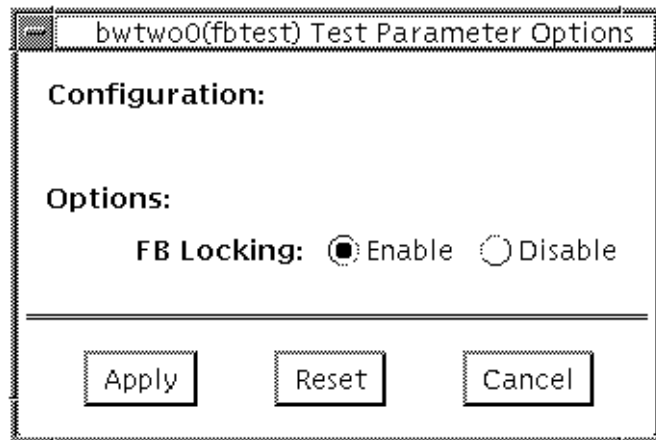 bwtwo0(fbtest) Test Parameter Options
Configuration:
Options:
FB Locking: Enable Disable
Apply Reset Cancel